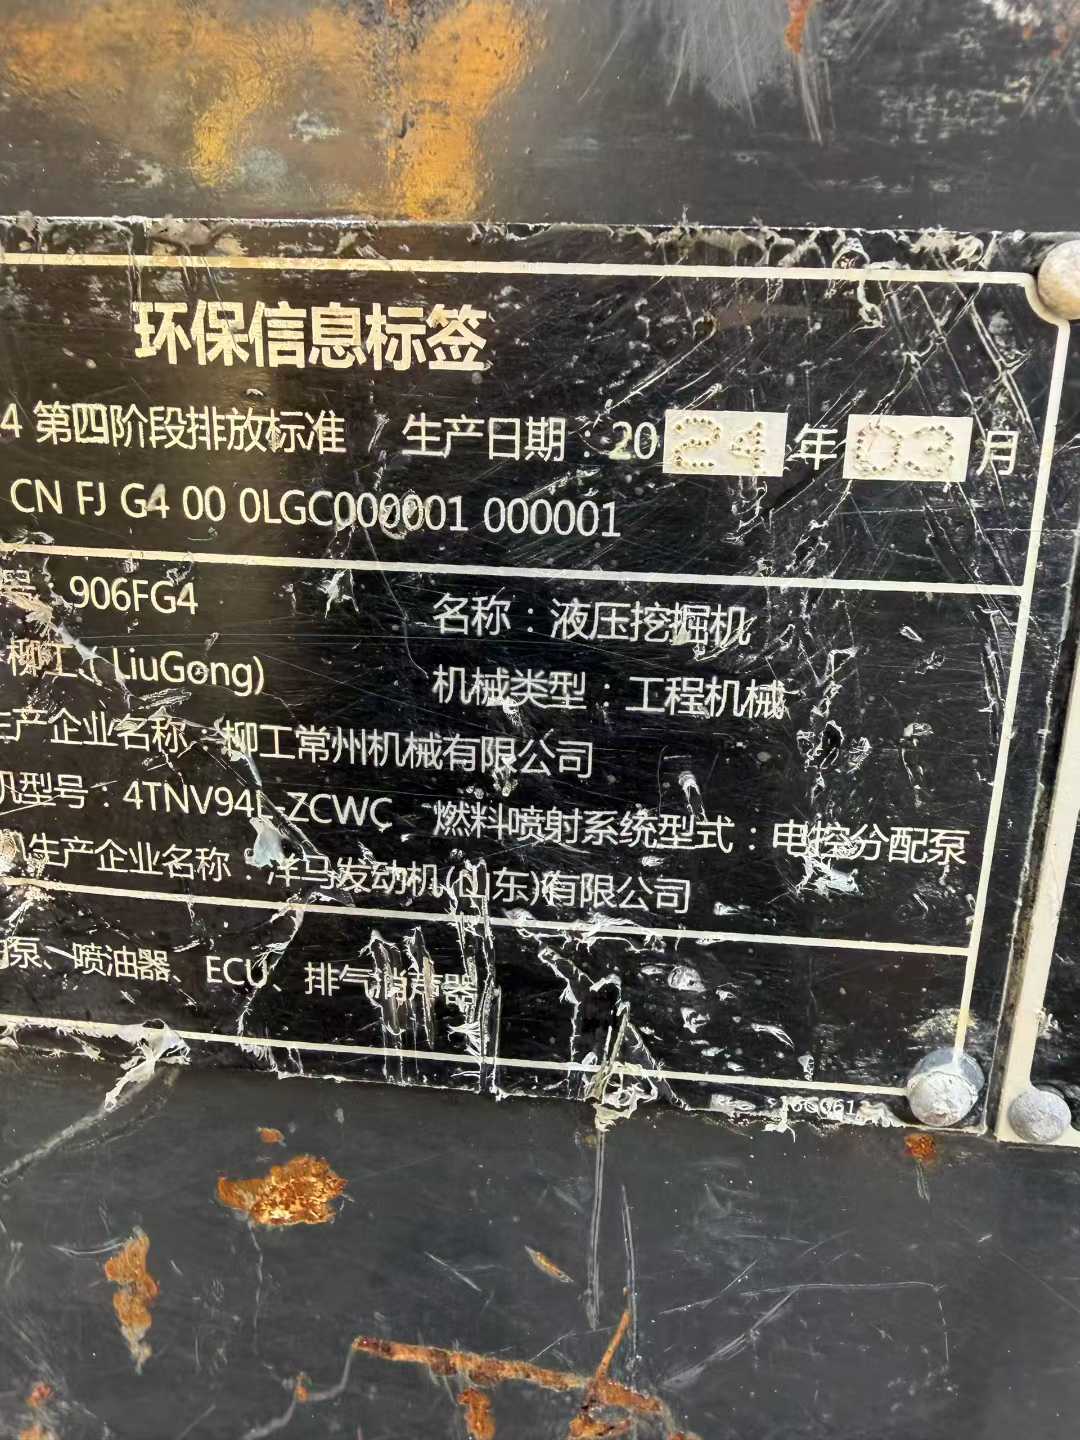 环保信息标签
4 第四阶段排放标准 生产日期：2024年03月
CN FJ G4 00 0LGC000001 000001
号：906FG4 名称：液压挖掘机
柳工（LiuGong） 机械类型：工程机械
生产企业名称：柳工常州机械有限公司
机型号：4TNV94L-ZCWC 燃料喷射系统型式：电控分配泵
机生产企业名称：洋马发动机(山东)有限公司
油泵、喷油器、ECU、排气消声器